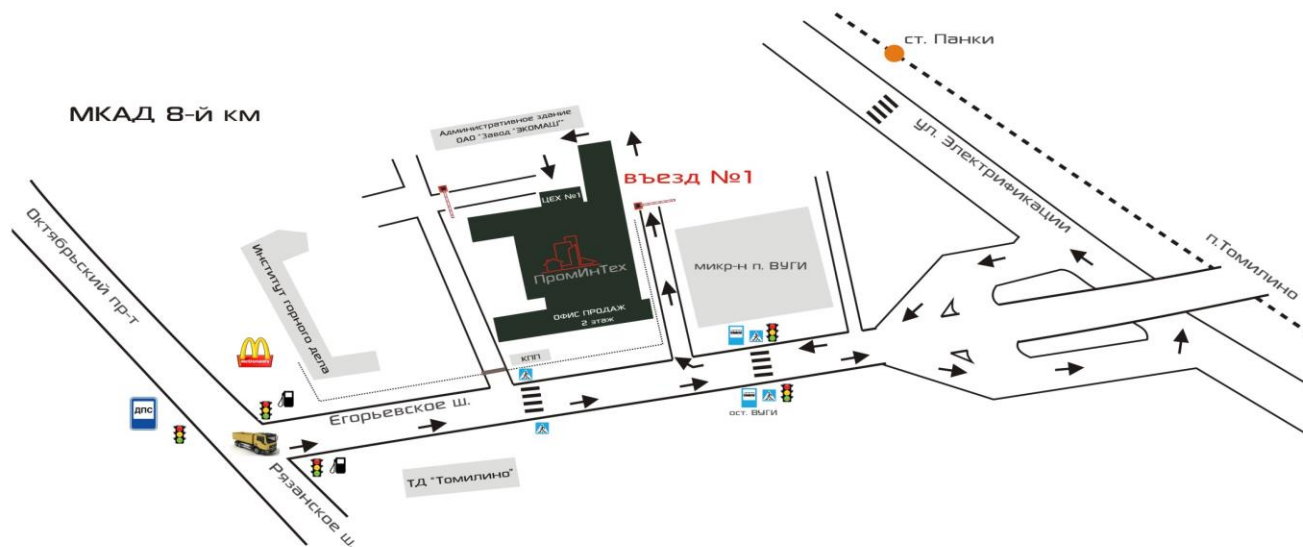 ст. Панки
МКАД 8-й км
Административное здание
ОАО "Завод "ЭКОМАШ""
ул. Электрификации
въезд №1
ЦЕХ №1
Октябрьский пр-т
Институт горного дела
п.Томилино
микр-н п. ВУГИ
ПромИнТех
ОФИС ПРОДАЖ
2 этаж
КПП
Егорьевское ш.
ДПС
ост. ВУГИ
ТД "Томилино"
Рязанское ш.